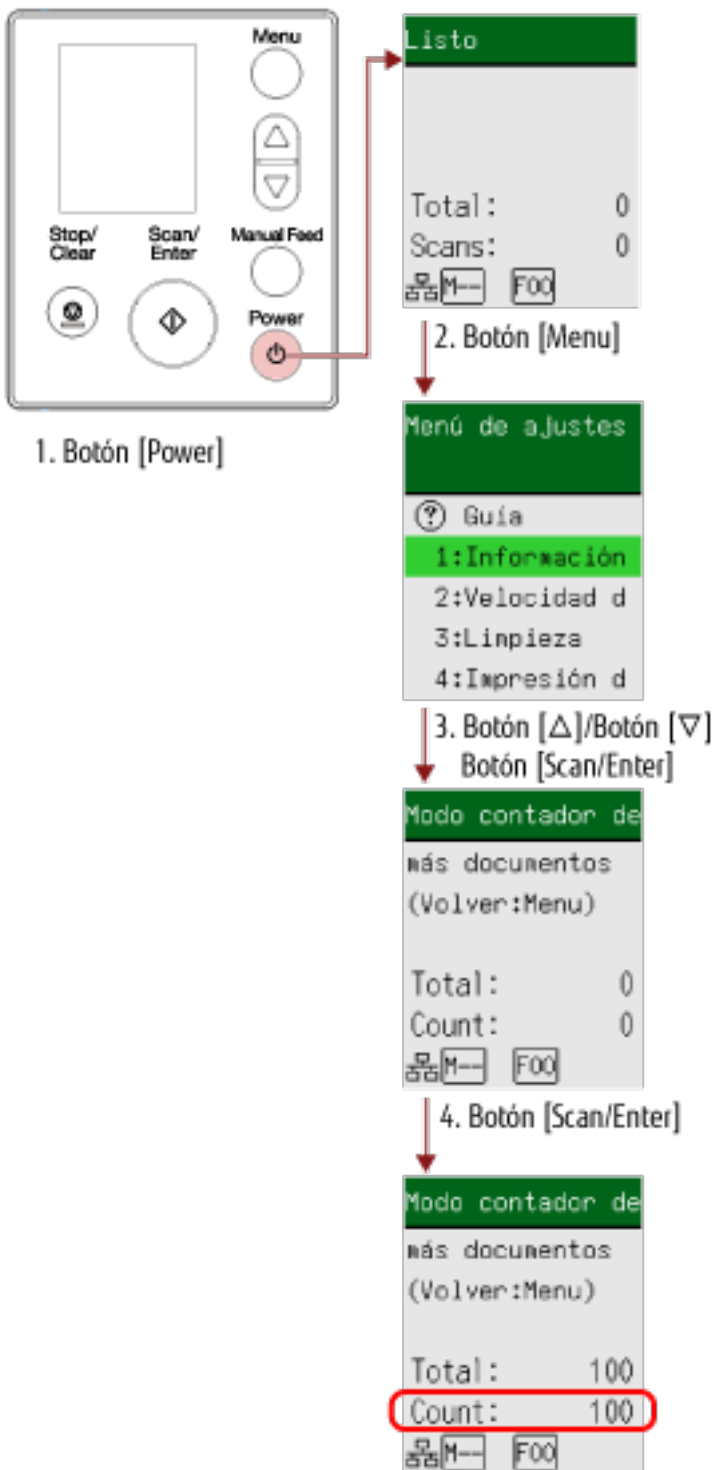 Menu
Stop/ Scan/ Manual Feed
Clear Enter
Power
1. Botón [Power]
Listo
Total: 0
Scans: 0
M-- F00
2. Botón [Menu]
Menú de ajustes
? Guía
1:Información
2:Velocidad d
3:Limpieza
4:Impresión d
3. Botón [△]/Botón [▽]
Botón [Scan/Enter]
Modo contador de
más documentos
(Volver:Menu)
Total: 0
Count: 0
M-- F00
4. Botón [Scan/Enter]
Modo contador de
más documentos
(Volver:Menu)
Total: 100
Count: 100
M-- F00